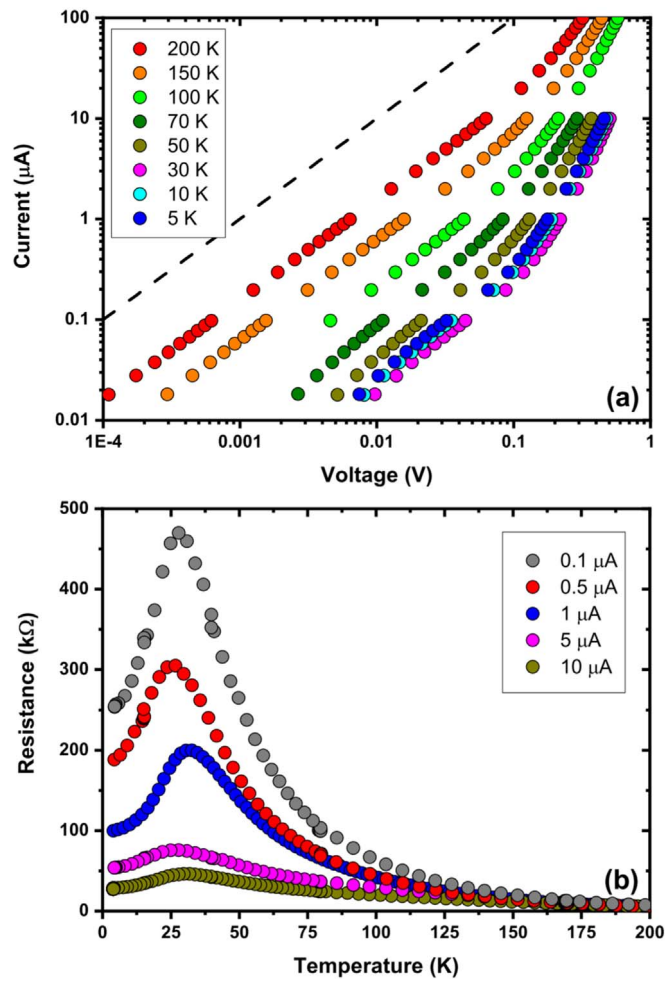 100
10
1
0.1
0.01
Current (μA)
200 K
150 K
100 K
70 K
50 K
30 K
10 K
5 K
(a)
1E-4 0.001 0.01 0.1 1
Voltage (V)
500
400
300
200
100
0
Resistance (kΩ)
0.1 μA
0.5 μA
1 μA
5 μA
10 μA
(b)
0 25 50 75 100 125 150 175 200
Temperature (K)